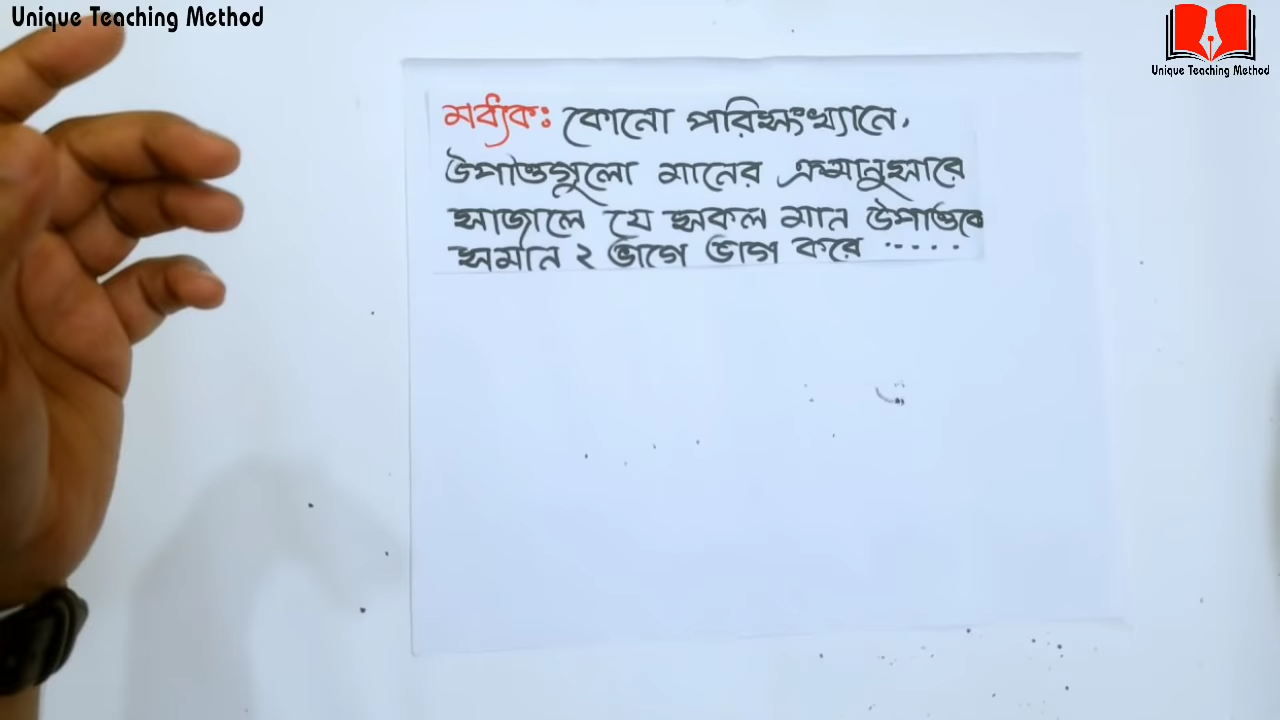 Unique Teaching Method
Unique Teaching Method
মধ্যক: কোনো পরিসংখ্যানে,
উপাত্তগুলো মানের ক্রমানুসারে
সাজালে যে সকল মান উপাত্তকে
সমান ২ ভাগে ভাগ করে .....